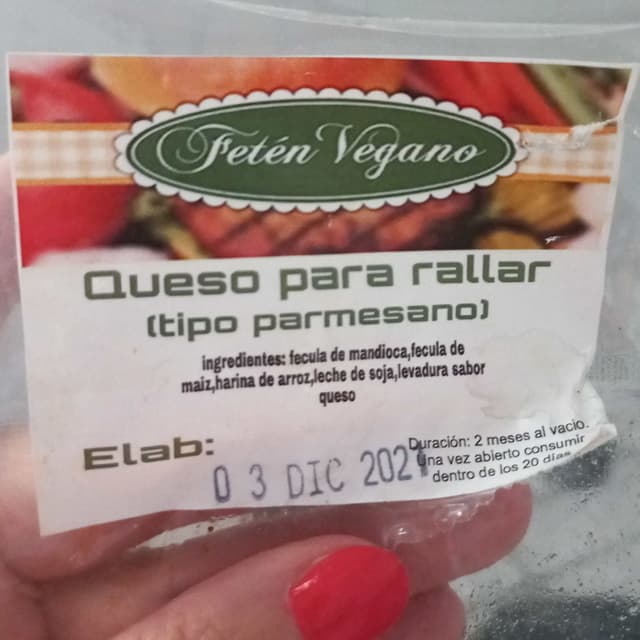 Fetén Vegano
Queso para rallar
(tipo parmesano)
ingredientes: fecula de mandioca,fecula de
maiz,harina de arroz,leche de soja,levadura sabor
queso
Elab:
03 DIC 2021
Duración: 2 meses al vacio.
Una vez abierto consumir
dentro de los 20 días